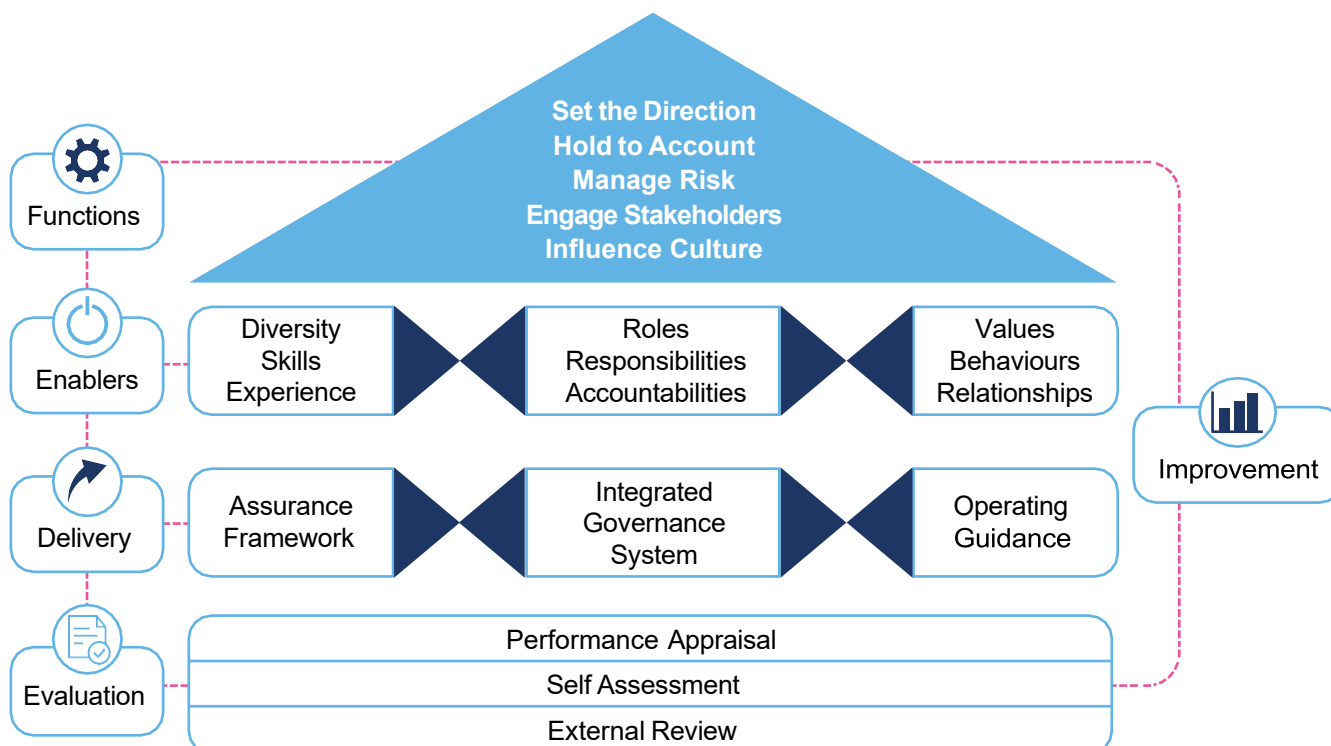 Set the Direction
Hold to Account
Manage Risk
Engage Stakeholders
Influence Culture
Functions
Diversity
Skills
Experience
Roles
Responsibilities
Accountabilities
Values
Behaviours
Relationships
Enablers
Improvement
Assurance
Framework
Integrated
Governance
System
Operating
Guidance
Delivery
Performance Appraisal
Self Assessment
External Review
Evaluation